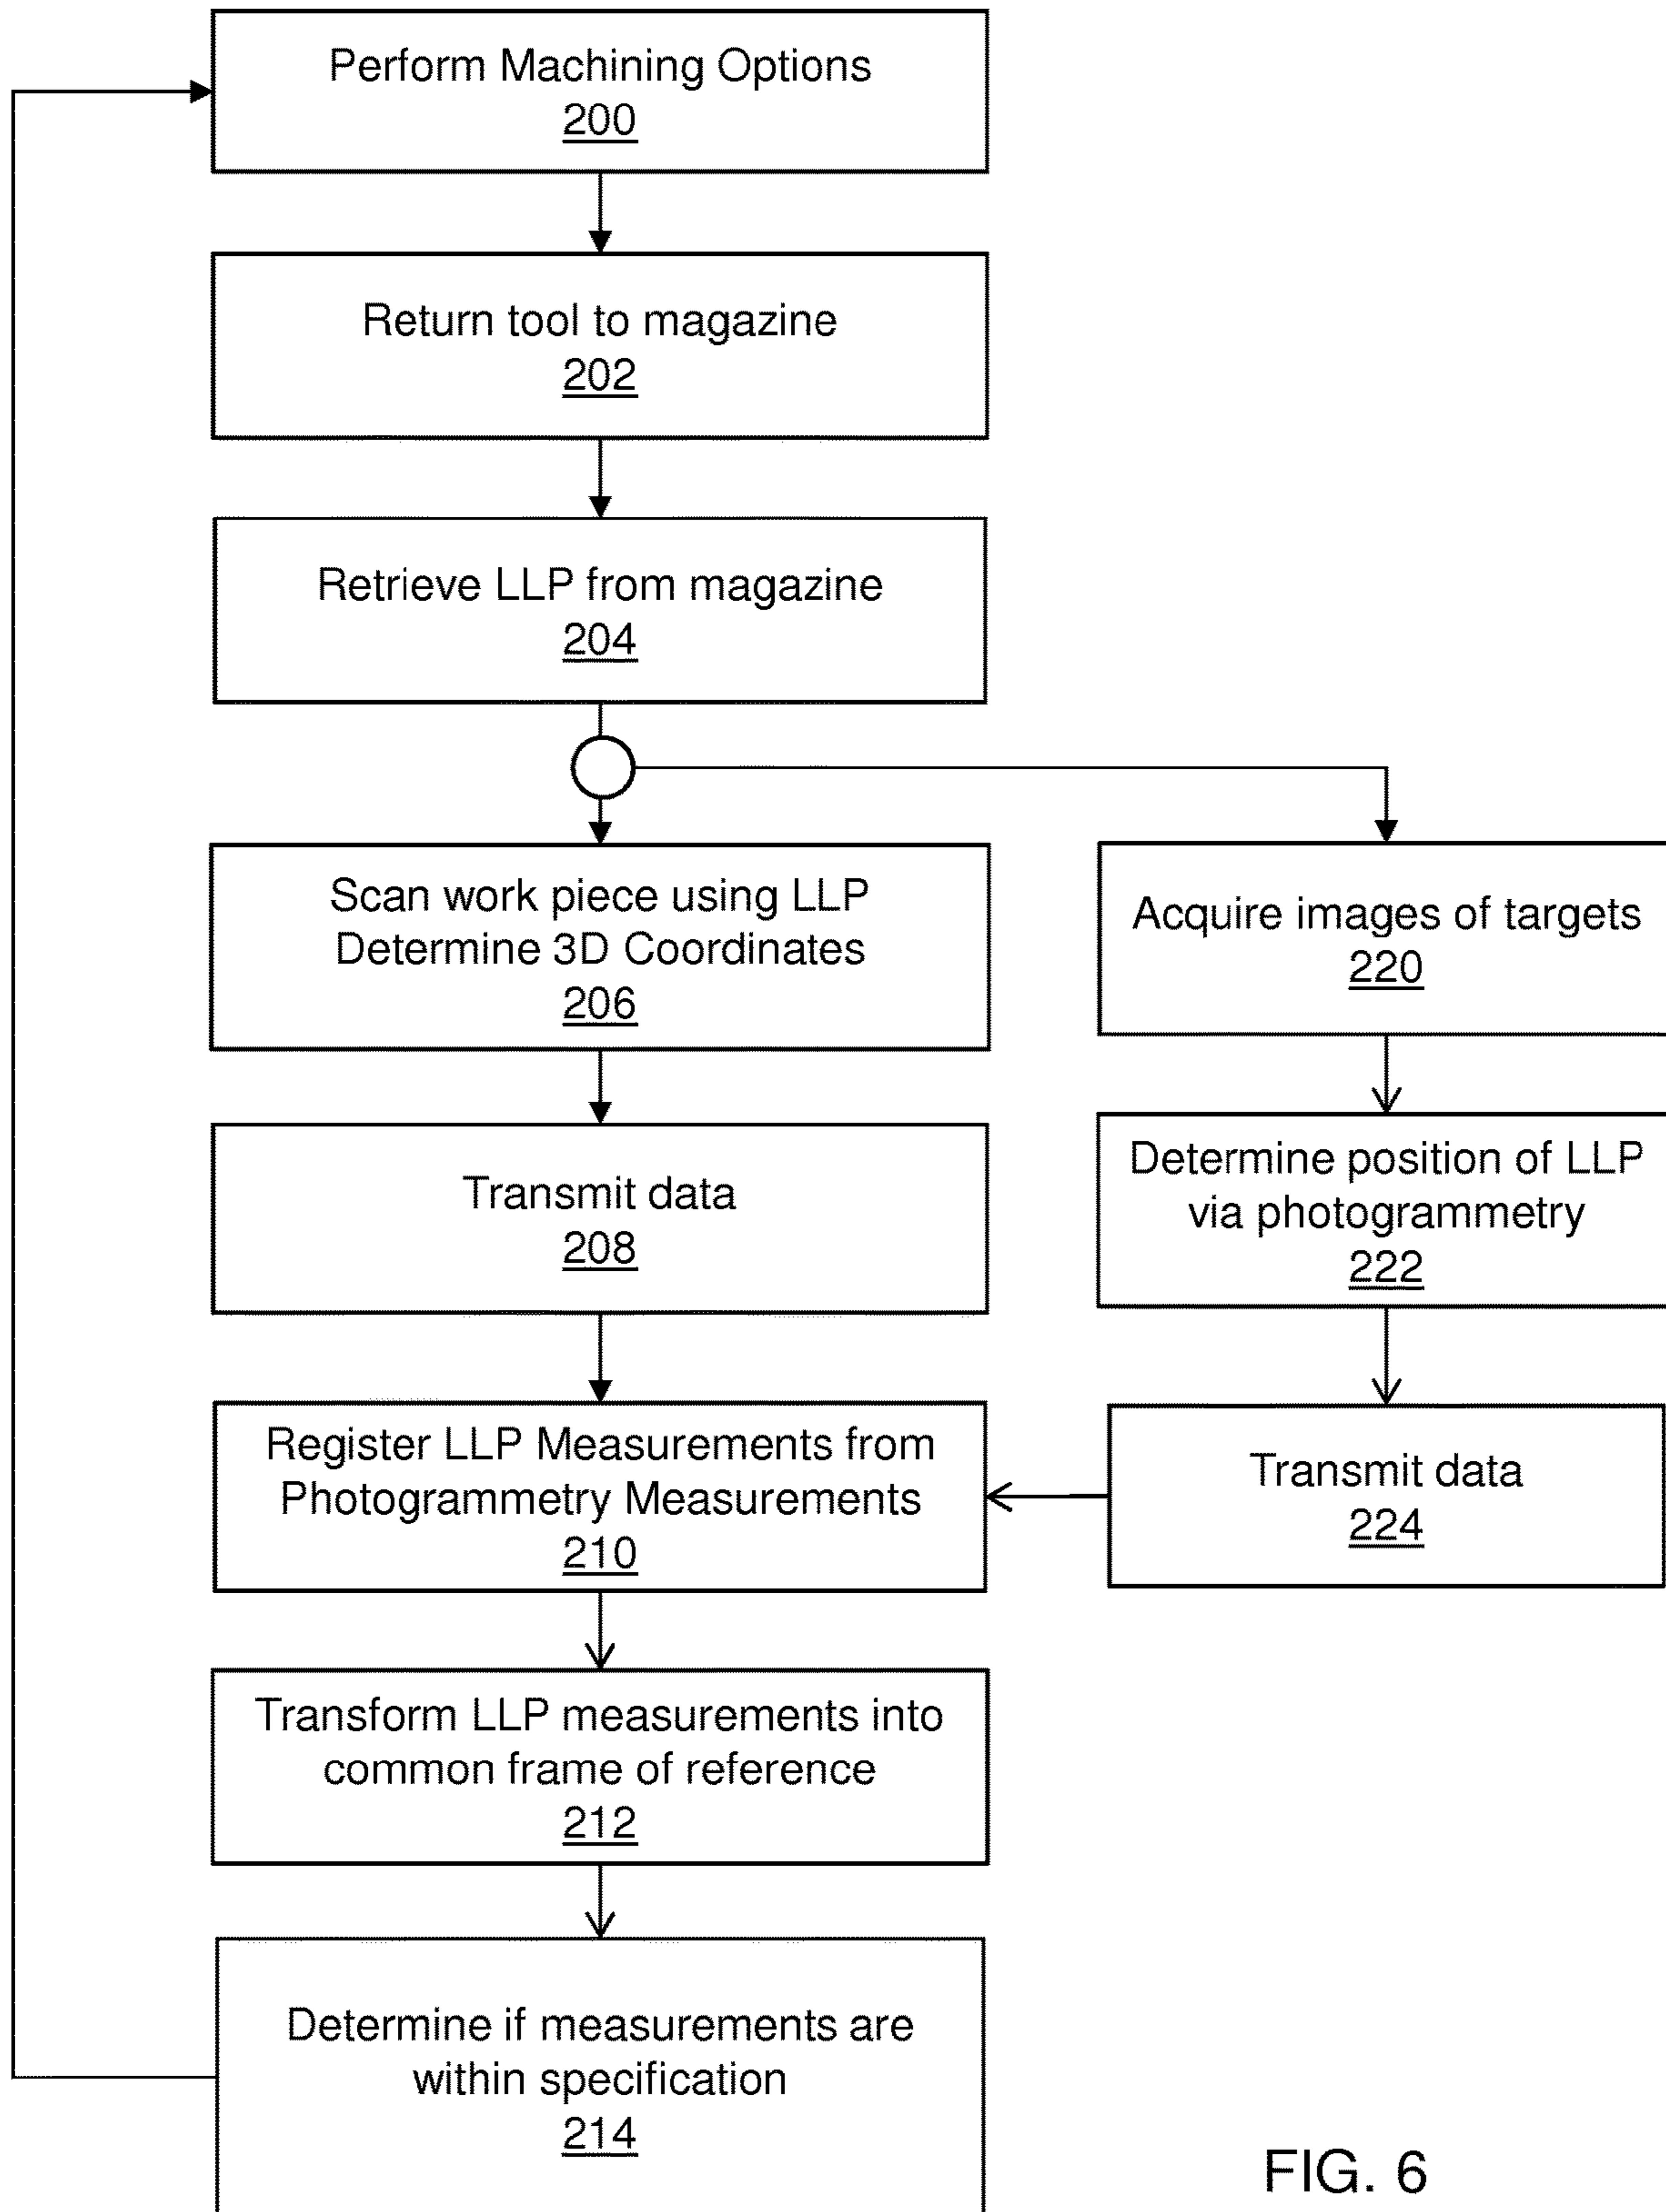 Perform Machining Options
200
Return tool to magazine
202
Retrieve LLP from magazine
204
Scan work piece using LLP
Determine 3D Coordinates
206
Acquire images of targets
220
Transmit data
208
Determine position of LLP
via photogrammetry
222
Register LLP Measurements from
Photogrammetry Measurements
210
Transmit data
224
Transform LLP measurements into
common frame of reference
212
Determine if measurements are
within specification
214
FIG. 6